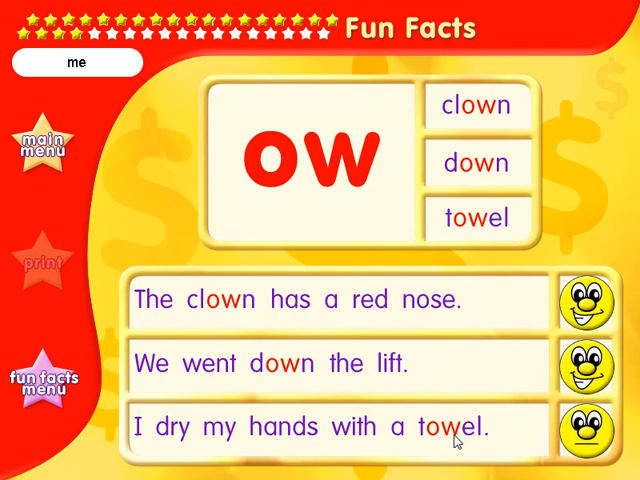 Fun Facts
me
main
menu
ow
clown
down
towel
print
The clown has a red nose.
We went down the lift.
fun facts
menu
I dry my hands with a towel.